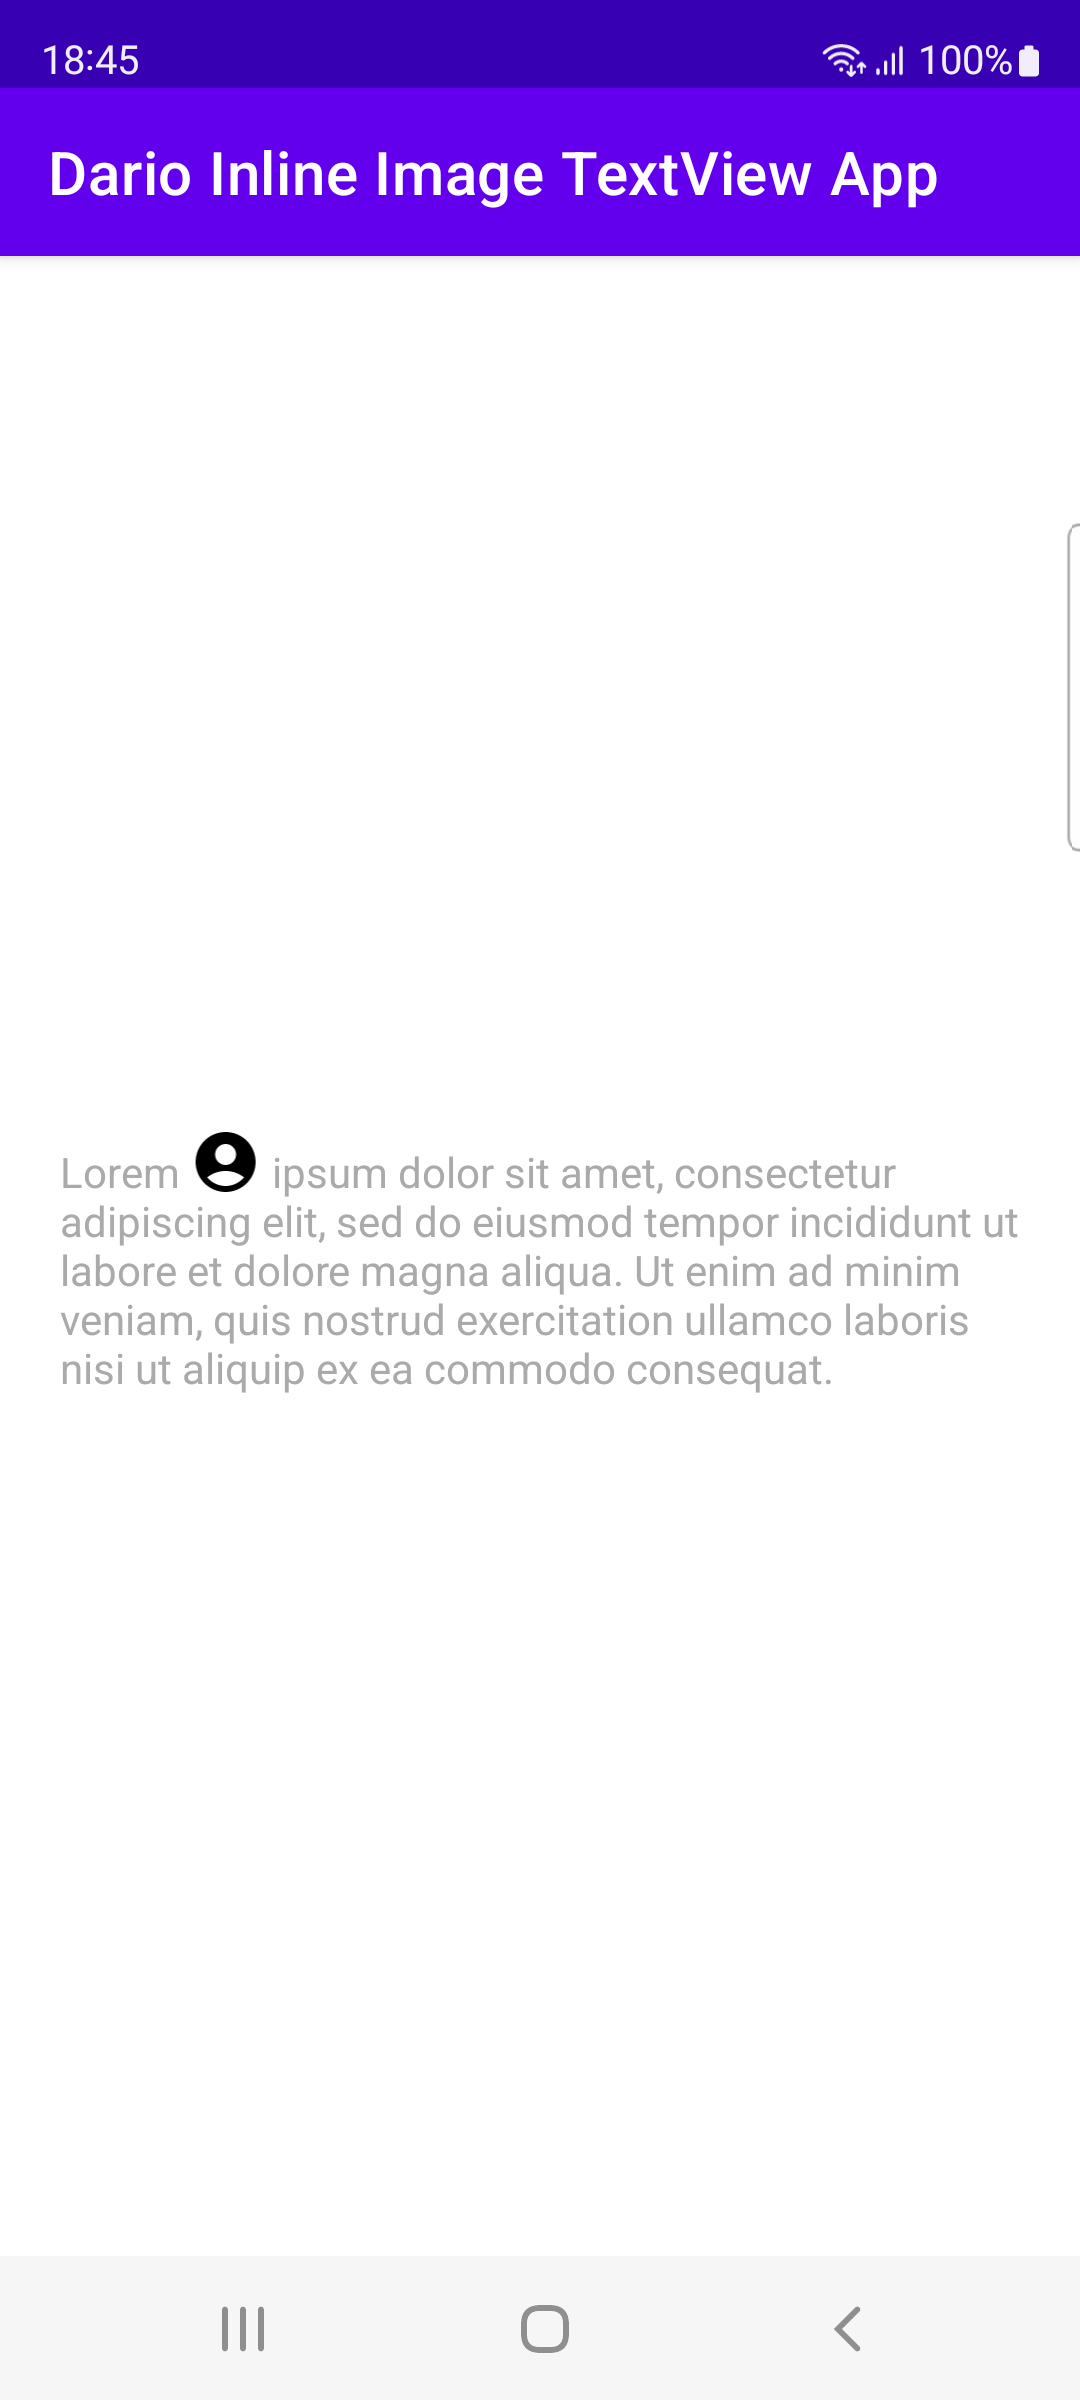 18:45 100%
Dario Inline Image TextView App
Lorem ipsum dolor sit amet, consectetur
adipiscing elit, sed do eiusmod tempor incididunt ut
labore et dolore magna aliqua. Ut enim ad minim
veniam, quis nostrud exercitation ullamco laboris
nisi ut aliquip ex ea commodo consequat.